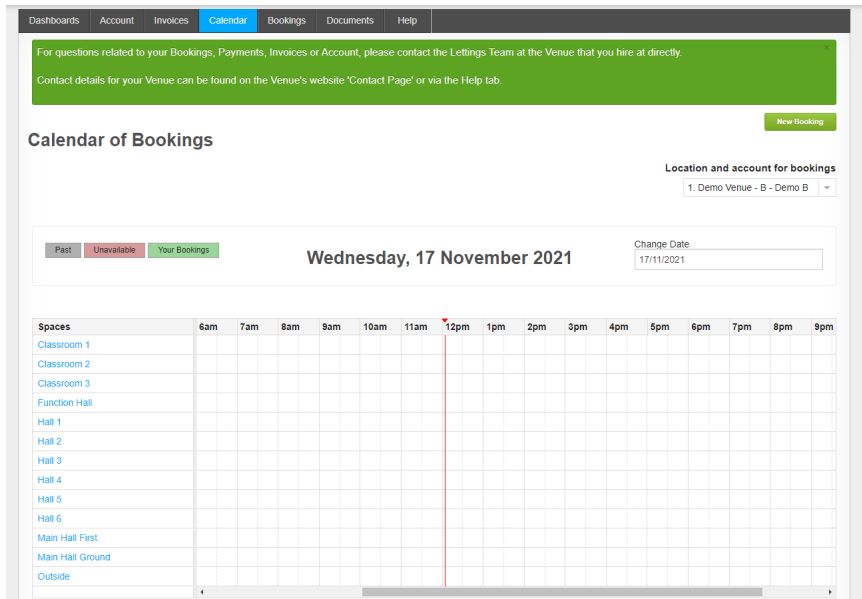 Dashboards Account Invoices Calendar Bookings Documents Help
For questions related to your Bookings, Payments, Invoices or Account, please contact the Lettings Team at the Venue that you hire at directly.
Contact details for your Venue can be found on the Venue's website 'Contact Page' or via the Help tab.
New Booking
Calendar of Bookings
Location and account for bookings
1. Demo Venue - B - Demo B
Past Unavailable Your Bookings
Wednesday, 17 November 2021
Change Date
17/11/2021
Spaces 6am 7am 8am 9am 10am 11am 12pm 1pm 2pm 3pm 4pm 5pm 6pm 7pm 8pm 9pm
Classroom 1
Classroom 2
Classroom 3
Function Hall
Hall 1
Hall 2
Hall 3
Hall 4
Hall 5
Hall 6
Main Hall First
Main Hall Ground
Outside